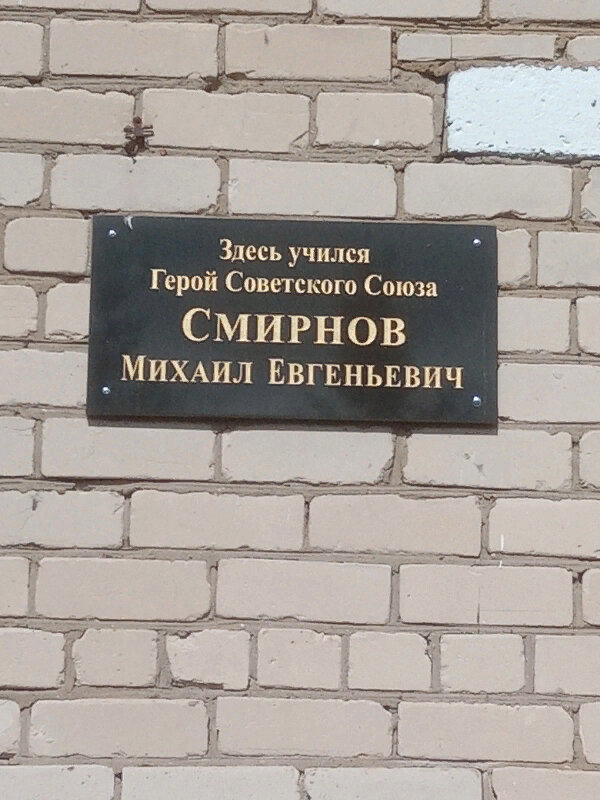 Здесь учился
Герой Советского Союза
СМИРНОВ
МИХАИЛ ЕВГЕНЬЕВИЧ